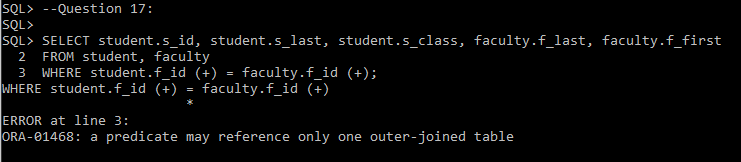 SQL> --Question 17:
SQL>
SQL> SELECT student.s_id, student.s_last, student.s_class, faculty.f_last, faculty.f_first
  2  FROM student, faculty
  3  WHERE student.f_id (+) = faculty.f_id (+);
WHERE student.f_id (+) = faculty.f_id (+)
                       *
ERROR at line 3:
ORA-01468: a predicate may reference only one outer-joined table